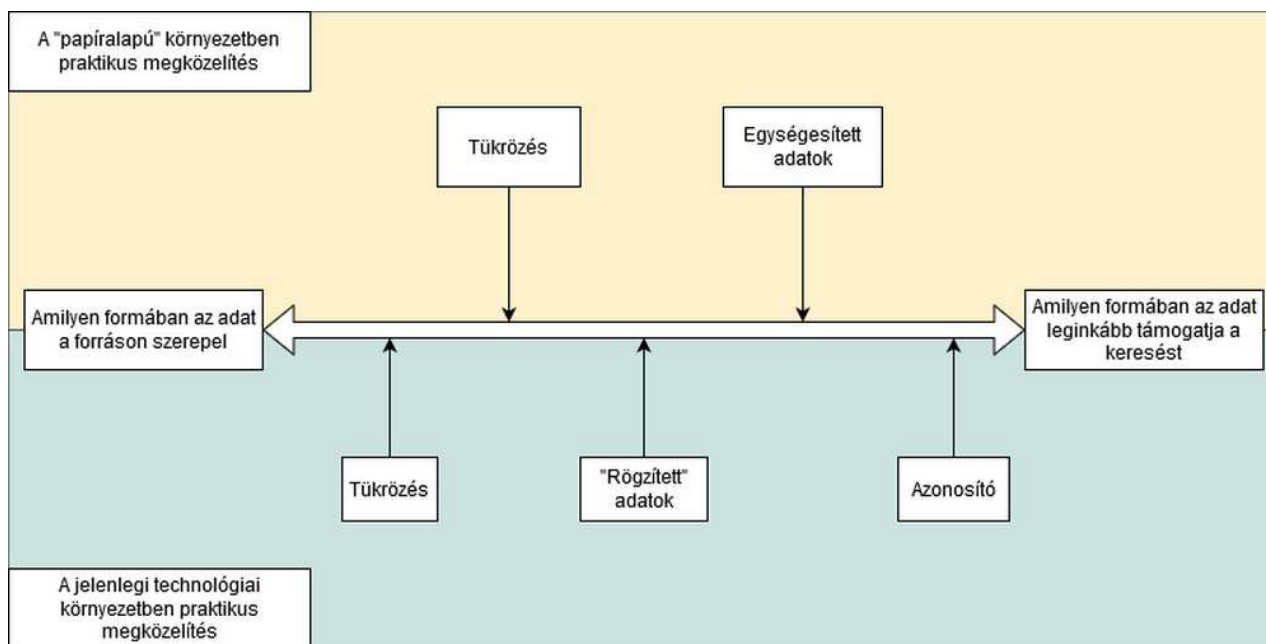 A "papíralapú" környezetben
praktikus megközelítés
Tükrözés
Egységesített
adatok
Amilyen formában az adat
a forráson szerepel
Amilyen formában az adat
leginkább támogatja a
keresést
Tükrözés
"Rögzített"
adatok
Azonosító
A jelenlegi technológiai
környezetben praktikus
megközelítés